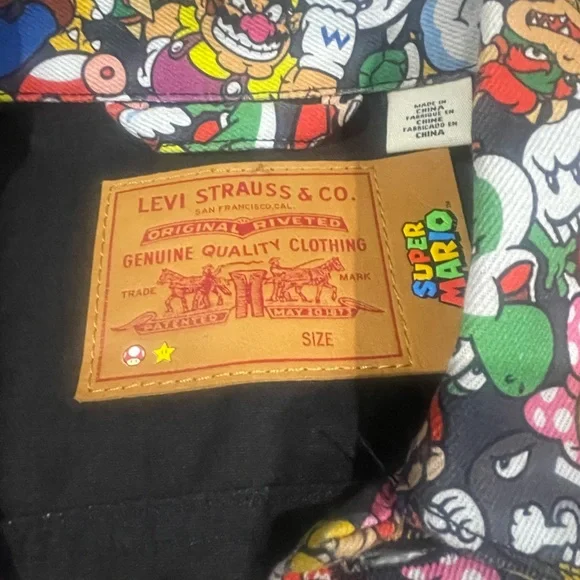 W
MADE IN
CHINA
FABRIQUE EN
CHINE
FABRICADO EN
CHINA
LEVI STRAUSS & CO.
SAN FRANCISCO, CAL.
ORIGINAL RIVETED
GENUINE QUALITY CLOTHING
TRADE MARK
PATENTED MAY 20 1873
SIZE
SUPER
MARIO